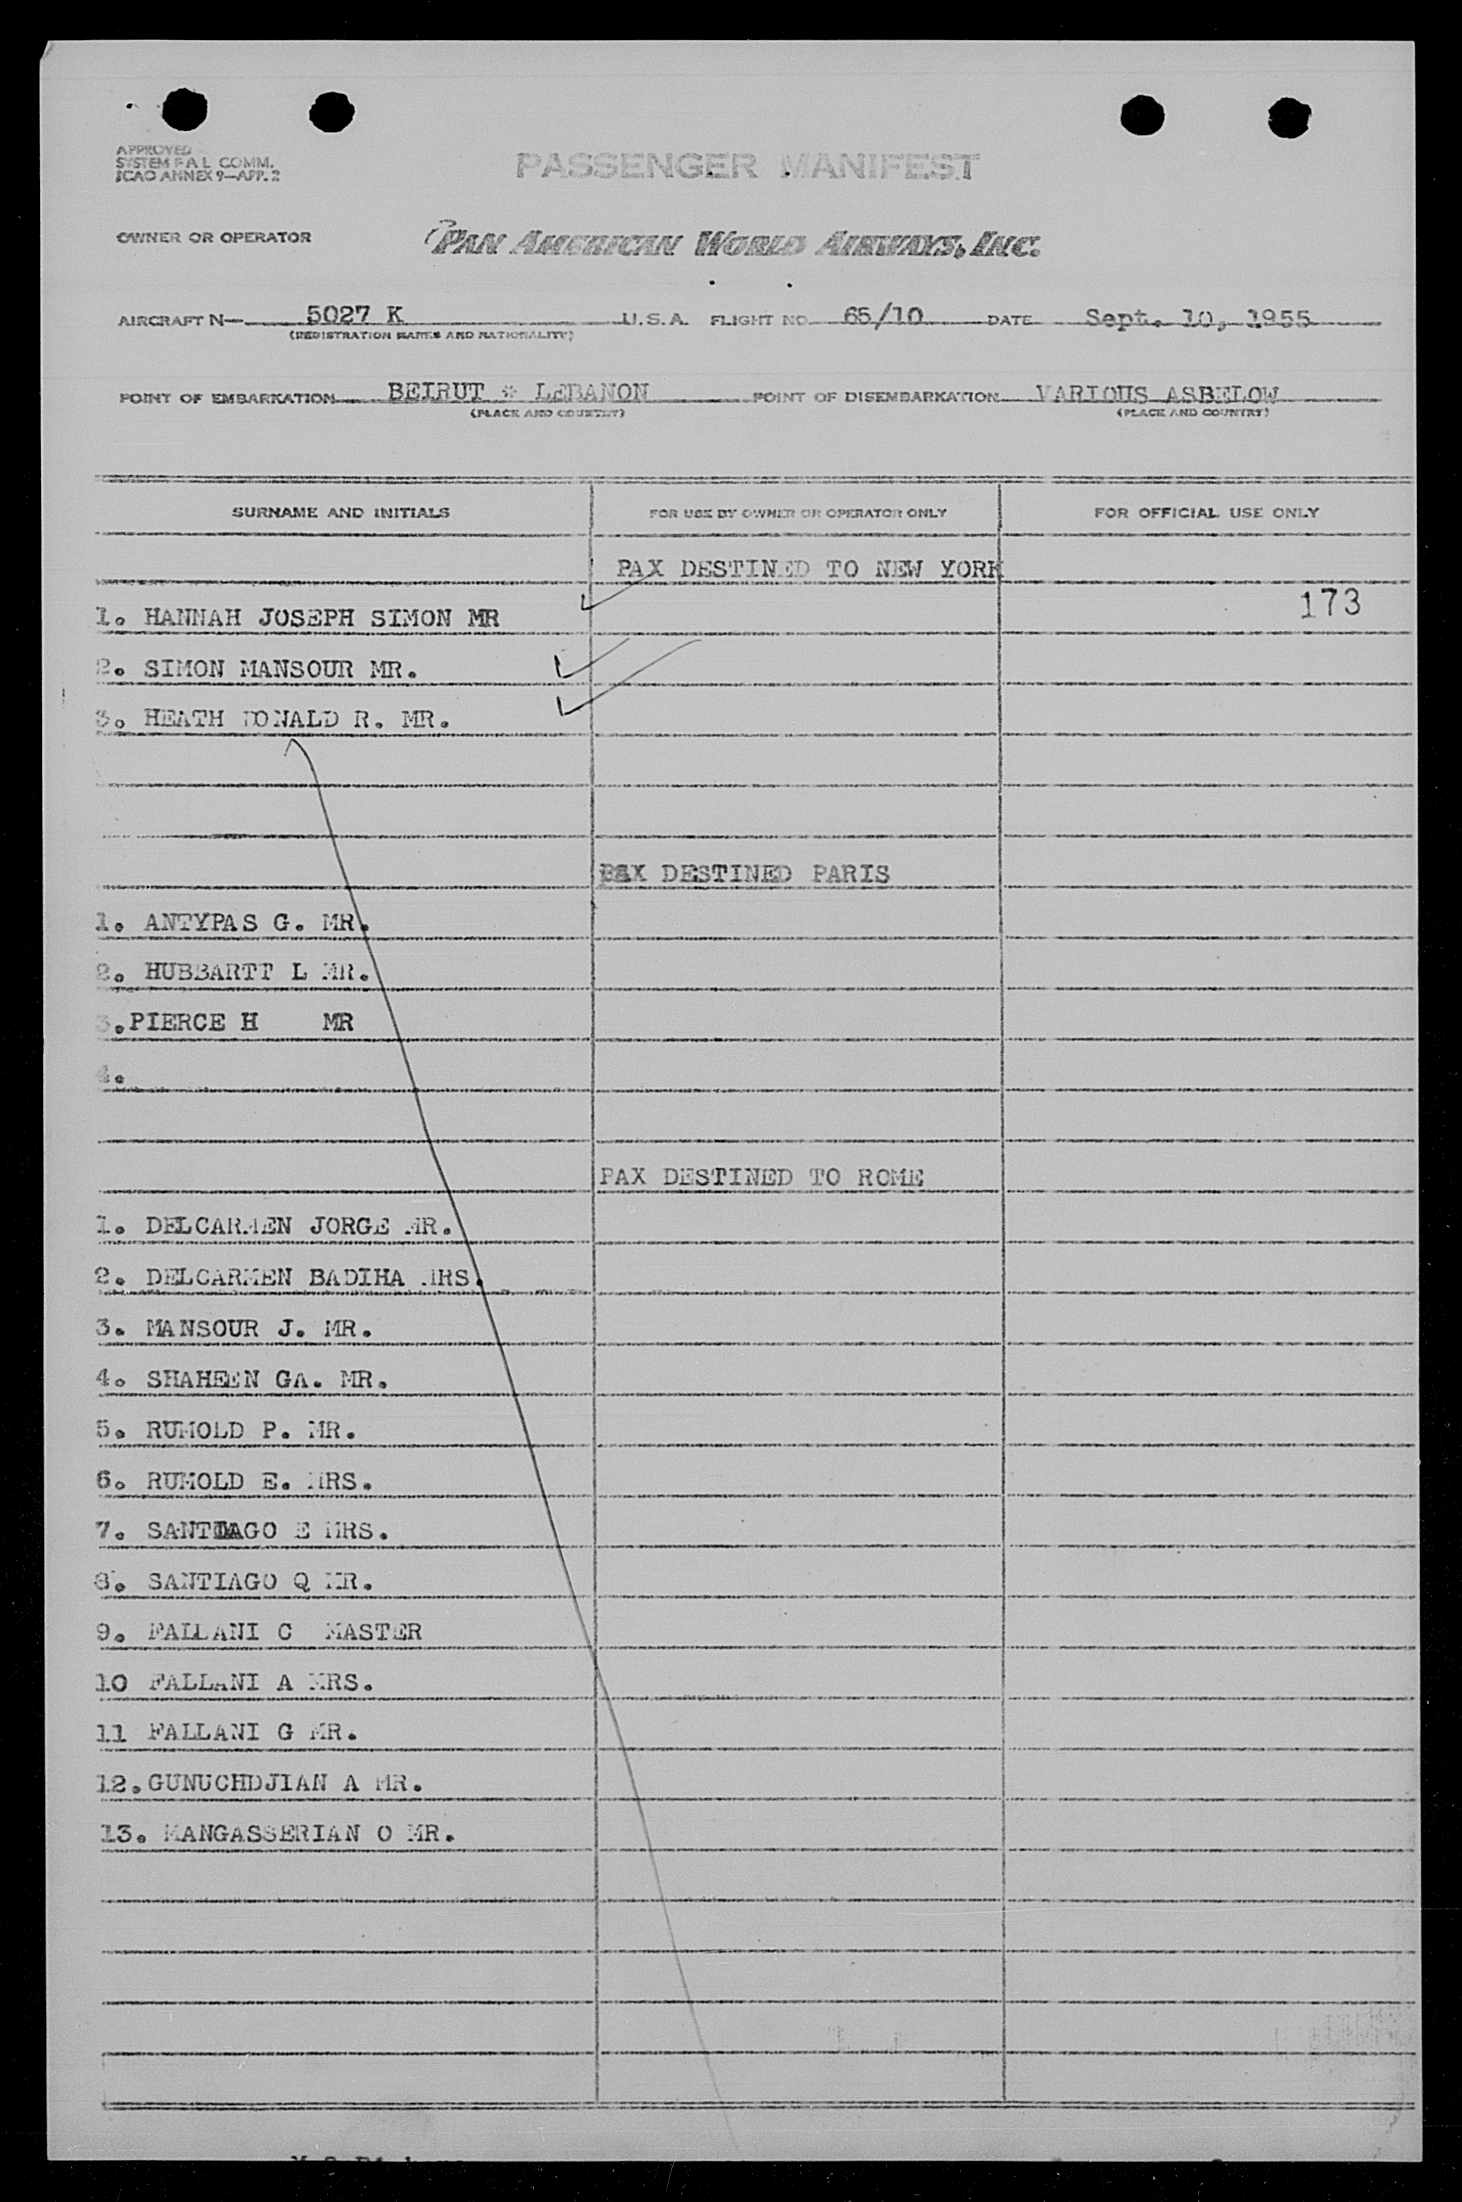 APPROVED
SYSTEM F A L COMM.
ICAO ANNEX 9—APP. 2
PASSENGER MANIFEST
OWNER OR OPERATOR PAN AMERICAN WORLD AIRWAYS, INC.
AIRCRAFT N— 5027 K U.S.A. FLIGHT NO. 65/10 DATE Sept. 10, 1955
(REGISTRATION MARKS AND NATIONALITY)
POINT OF EMBARKATION BEIRUT * LEBANON POINT OF DISEMBARKATION VARIOUS ASBELOW
(PLACE AND COUNTRY) (PLACE AND COUNTRY)
SURNAME AND INITIALS FOR USE BY OWNER OR OPERATOR ONLY FOR OFFICIAL USE ONLY
PAX DESTINED TO NEW YORK
1. HANNAH JOSEPH SIMON MR 173
2. SIMON MANSOUR MR.
3. HEATH DONALD R. MR.
PAX DESTINED PARIS
1. ANTYPAS G. MR.
2. HUBBARTT L MR.
3.PIERCE H MR
4.
PAX DESTINED TO ROME
1. DELCARMEN JORGE MR.
2. DELCARMEN BADIHA MRS.
3. MANSOUR J. MR.
4. SHAHEEN GA. MR.
5. RUMOLD P. MR.
6. RUMOLD E. MRS.
7. SANTIAGO E MRS.
8. SANTIAGO Q MR.
9. FALLANI C MASTER
10 FALLANI A MRS.
11 FALLANI G MR.
12.GUNUCHDJIAN A MR.
13. MANGASSERIAN O MR.